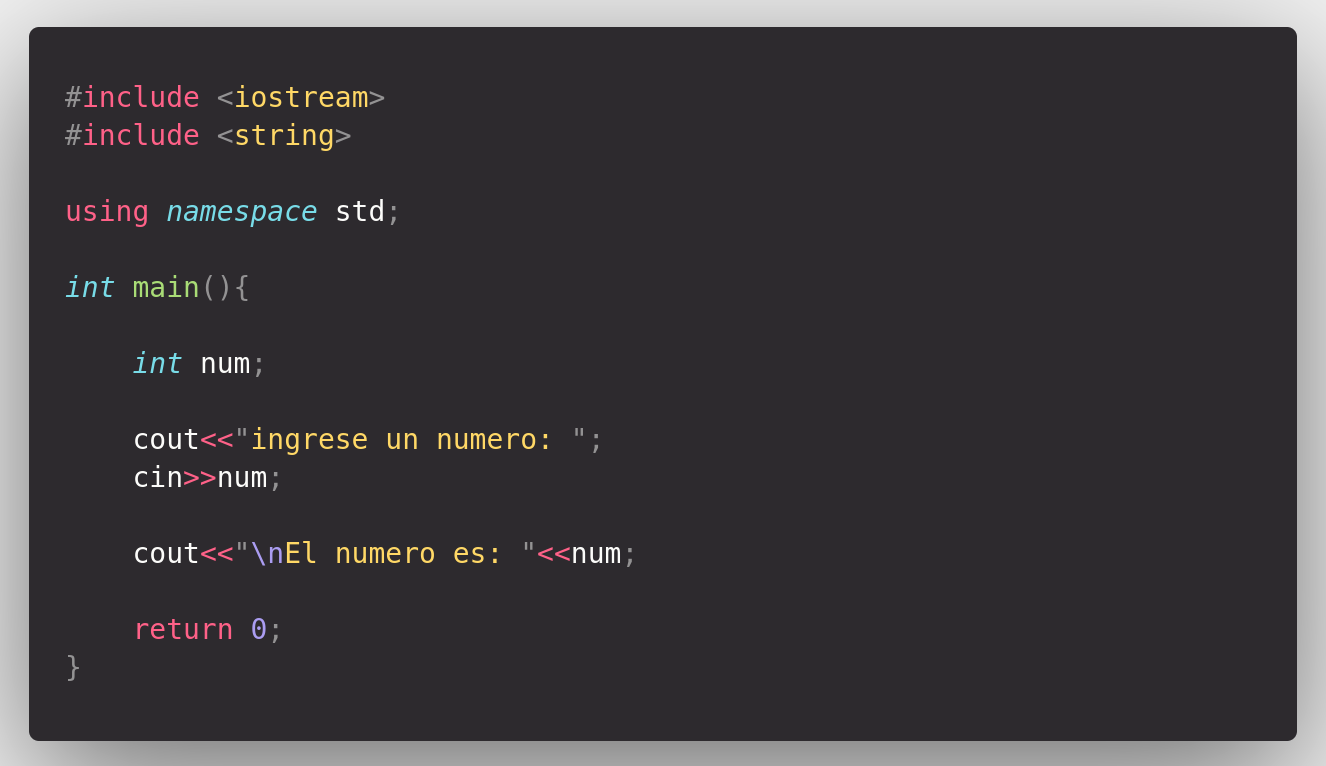 #include <iostream>
#include <string>
using namespace std;
int main(){
int num;
cout<<"ingrese un numero: ";
cin>>num;
cout<<"\nEl numero es: "<<num;
return 0;
}